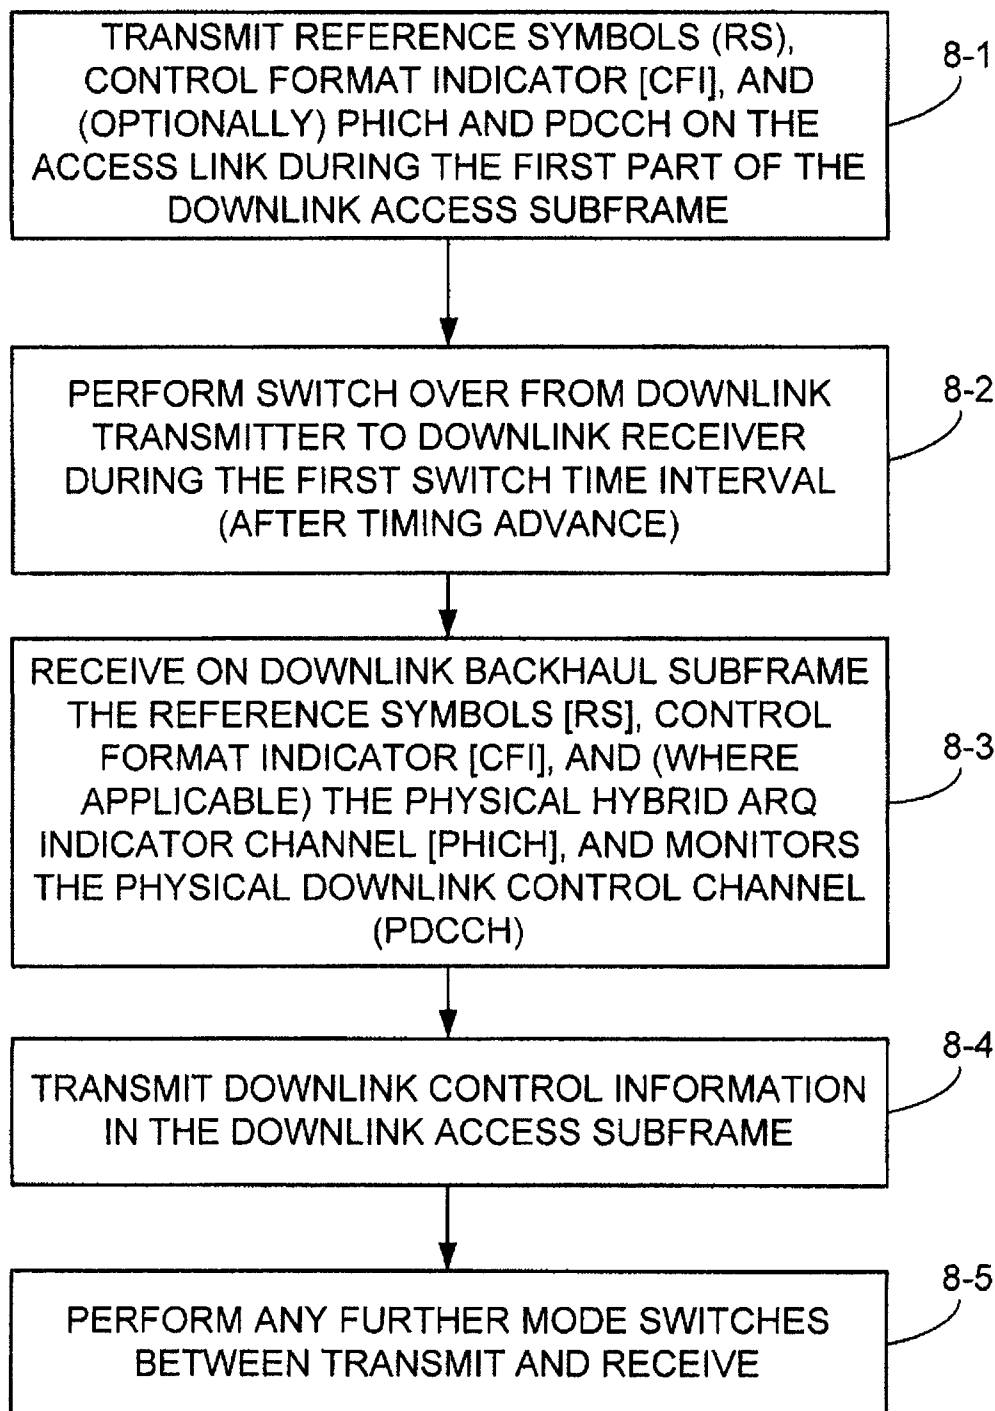 TRANSMIT REFERENCE SYMBOLS (RS),
CONTROL FORMAT INDICATOR [CFI], AND
(OPTIONALLY) PHICH AND PDCCH ON THE
ACCESS LINK DURING THE FIRST PART OF THE
DOWNLINK ACCESS SUBFRAME
8-1
PERFORM SWITCH OVER FROM DOWNLINK
TRANSMITTER TO DOWNLINK RECEIVER
DURING THE FIRST SWITCH TIME INTERVAL
(AFTER TIMING ADVANCE)
8-2
RECEIVE ON DOWNLINK BACKHAUL SUBFRAME
THE REFERENCE SYMBOLS [RS], CONTROL
FORMAT INDICATOR [CFI], AND (WHERE
APPLICABLE) THE PHYSICAL HYBRID ARQ
INDICATOR CHANNEL [PHICH], AND MONITORS
THE PHYSICAL DOWNLINK CONTROL CHANNEL
(PDCCH)
8-3
TRANSMIT DOWNLINK CONTROL INFORMATION
IN THE DOWNLINK ACCESS SUBFRAME
8-4
PERFORM ANY FURTHER MODE SWITCHES
BETWEEN TRANSMIT AND RECEIVE
8-5